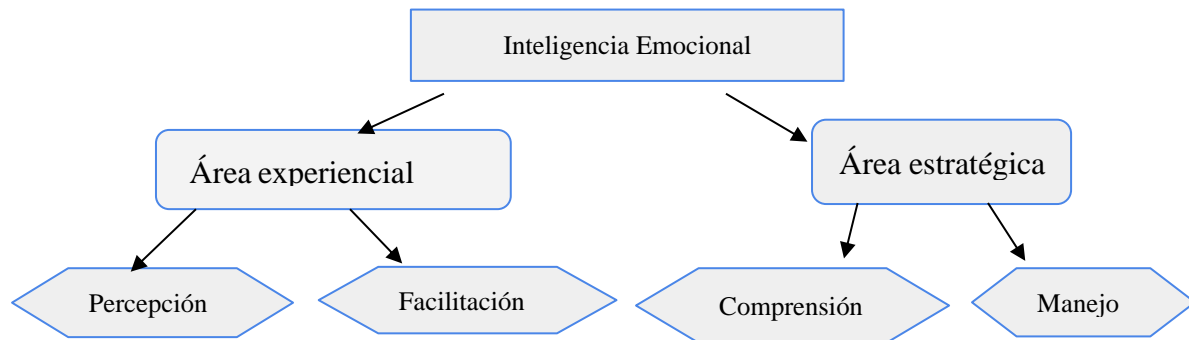 Inteligencia Emocional
Área experiencial
Área estratégica
Percepción
Facilitación
Comprensión
Manejo